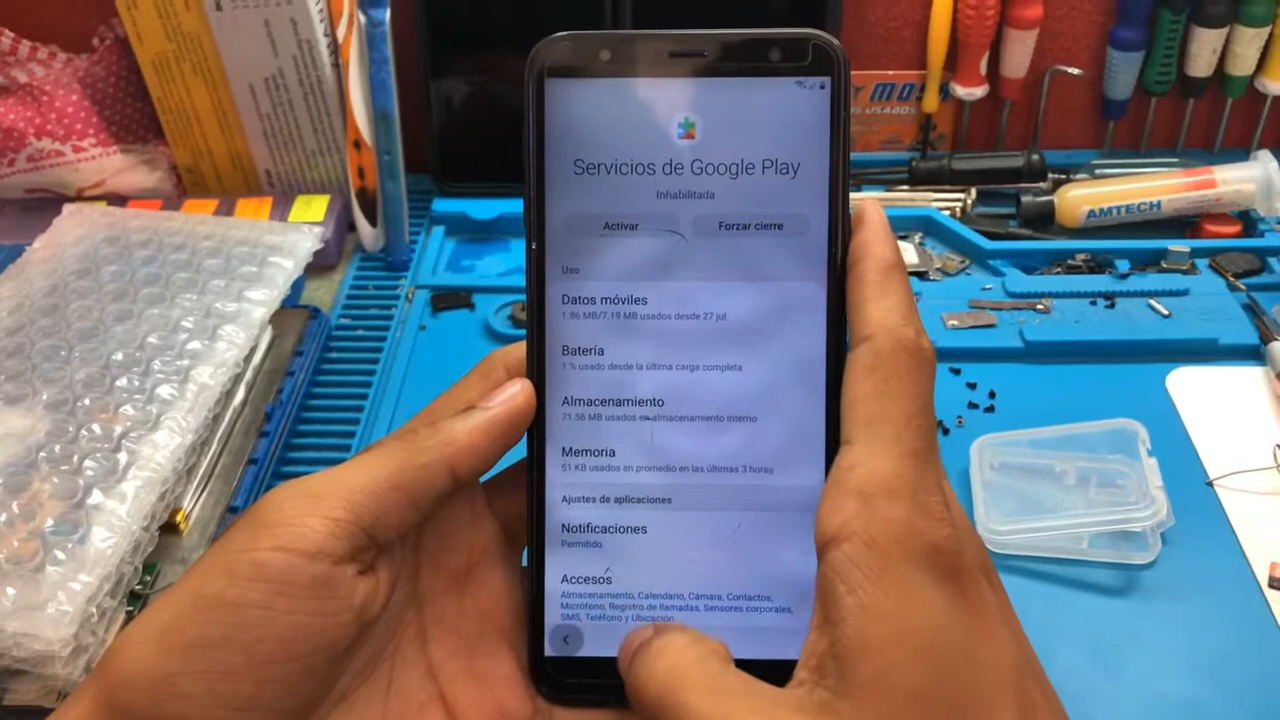 Servicios de Google Play
Inhabilitada
Activar
Forzar cierre
Uso
Datos móviles
1.86 MB/7.19 MB usados desde 27 jul.
Batería
1 % usado desde la última carga completa
Almacenamiento
71.56 MB usados en almacenamiento interno
Memoria
51 KB usados en promedio en las últimas 3 horas
Ajustes de aplicaciones
Notificaciones
Permitido
Accesos
Almacenamiento, Calendario, Cámara, Contactos,
Micrófono, Registro de llamadas, Sensores corporales,
SMS, Teléfono y Ubicación
AMTECH
USADOS